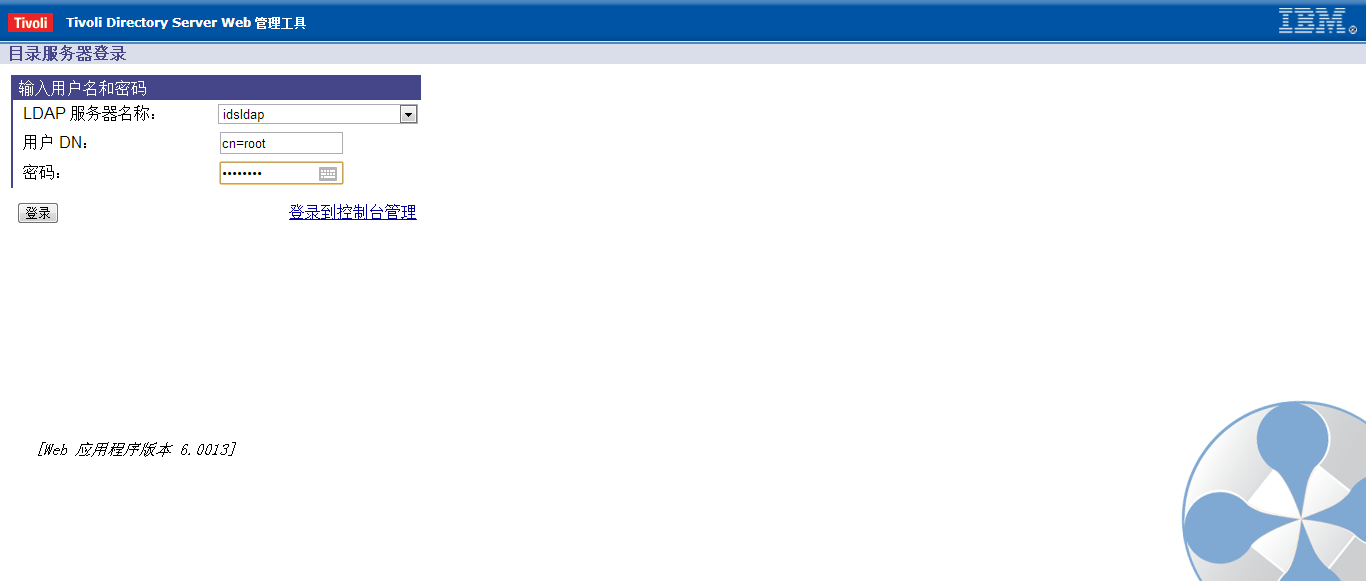 Tivoli Tivoli Directory Server Web 管理工具 IBM®
目录服务器登录
输入用户名和密码
LDAP 服务器名称: idsldap
用户 DN: cn=root
密码: ••••••••
登录 登录到控制台管理
[Web 应用程序版本 6.0013]